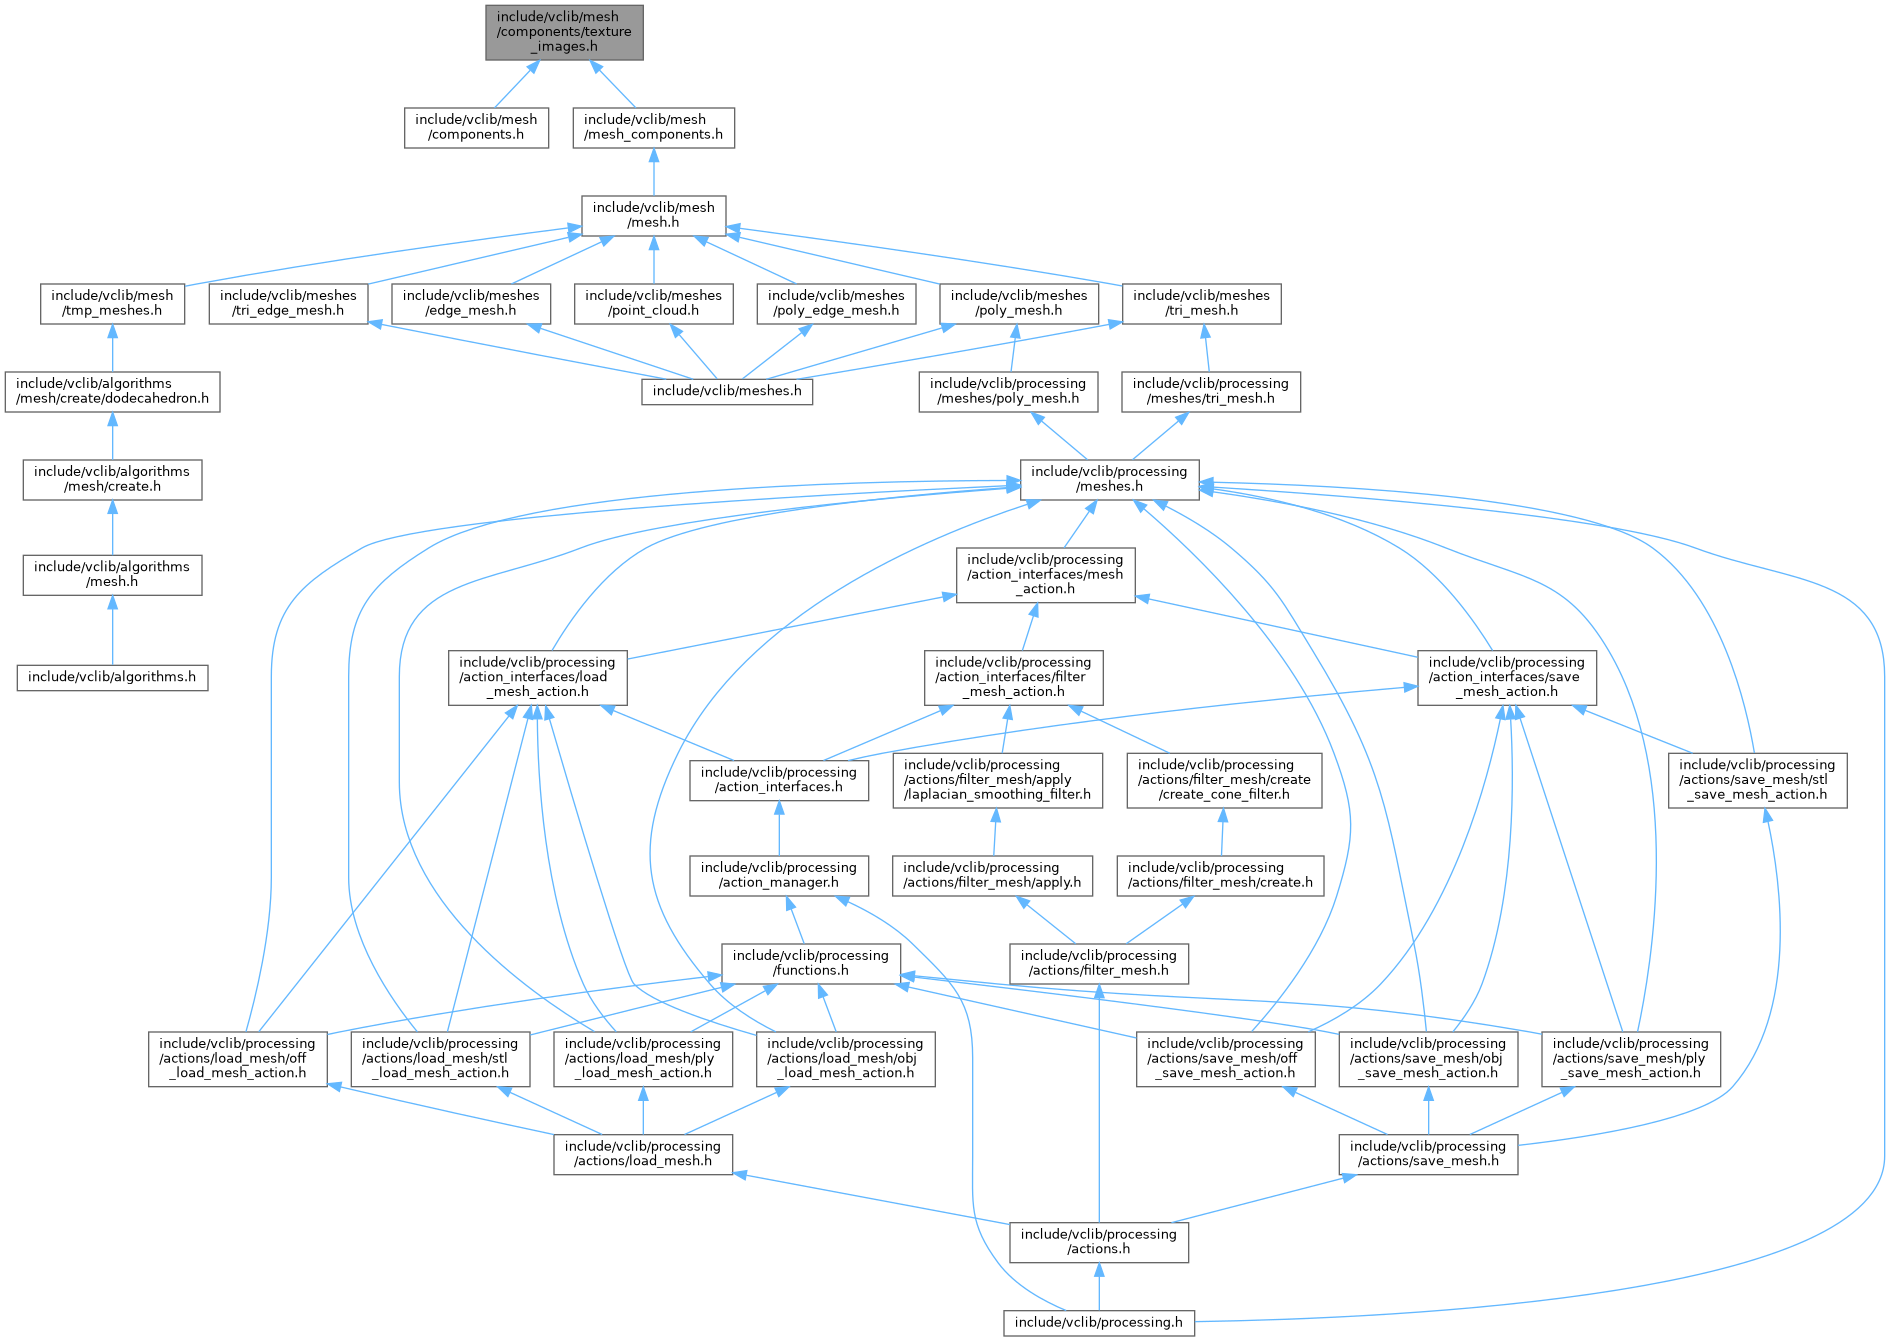 include/vclib/mesh
/components/texture
_images.h
include/vclib/mesh
/components.h
include/vclib/mesh
/mesh_components.h
include/vclib/mesh
/mesh.h
include/vclib/mesh
/tmp_meshes.h
include/vclib/meshes
/tri_edge_mesh.h
include/vclib/meshes
/edge_mesh.h
include/vclib/meshes
/point_cloud.h
include/vclib/meshes
/poly_edge_mesh.h
include/vclib/meshes
/poly_mesh.h
include/vclib/meshes
/tri_mesh.h
include/vclib/algorithms
/mesh/create/dodecahedron.h
include/vclib/meshes.h
include/vclib/processing
/meshes/poly_mesh.h
include/vclib/processing
/meshes/tri_mesh.h
include/vclib/algorithms
/mesh/create.h
include/vclib/processing
/meshes.h
include/vclib/algorithms
/mesh.h
include/vclib/processing
/action_interfaces/mesh
_action.h
include/vclib/algorithms.h
include/vclib/processing
/action_interfaces/load
_mesh_action.h
include/vclib/processing
/action_interfaces/filter
_mesh_action.h
include/vclib/processing
/action_interfaces/save
_mesh_action.h
include/vclib/processing
/action_interfaces.h
include/vclib/processing
/actions/filter_mesh/apply
/laplacian_smoothing_filter.h
include/vclib/processing
/actions/filter_mesh/create
/create_cone_filter.h
include/vclib/processing
/actions/save_mesh/stl
_save_mesh_action.h
include/vclib/processing
/action_manager.h
include/vclib/processing
/actions/filter_mesh/apply.h
include/vclib/processing
/actions/filter_mesh/create.h
include/vclib/processing
/functions.h
include/vclib/processing
/actions/filter_mesh.h
include/vclib/processing
/actions/load_mesh/off
_load_mesh_action.h
include/vclib/processing
/actions/load_mesh/stl
_load_mesh_action.h
include/vclib/processing
/actions/load_mesh/ply
_load_mesh_action.h
include/vclib/processing
/actions/load_mesh/obj
_load_mesh_action.h
include/vclib/processing
/actions/save_mesh/off
_save_mesh_action.h
include/vclib/processing
/actions/save_mesh/obj
_save_mesh_action.h
include/vclib/processing
/actions/save_mesh/ply
_save_mesh_action.h
include/vclib/processing
/actions/load_mesh.h
include/vclib/processing
/actions/save_mesh.h
include/vclib/processing
/actions.h
include/vclib/processing.h